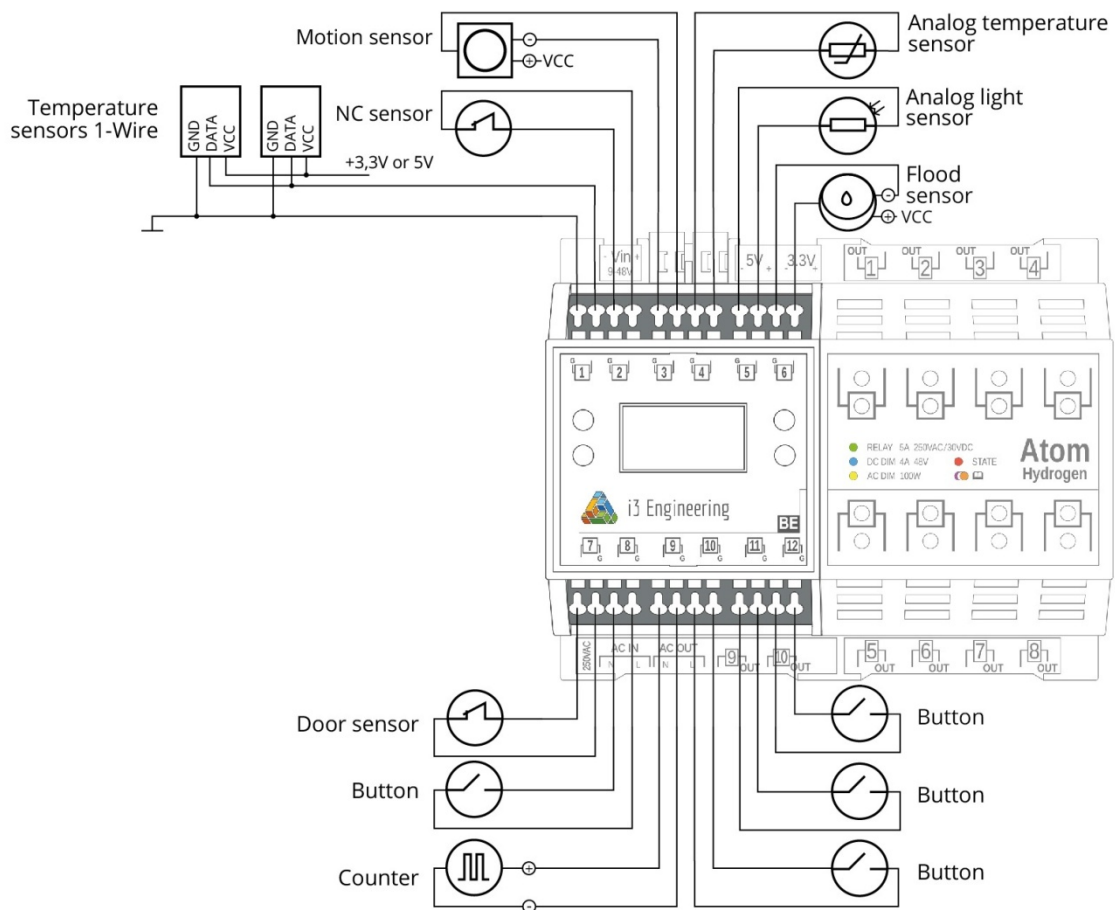 Motion sensor
-
+ VCC
Analog temperature
sensor
Temperature
sensors 1-Wire
GND
DATA
VCC
GND
DATA
VCC
NC sensor
+3,3V or 5V
Analog light
sensor
Flood
sensor
-
+ VCC
- Vin +
9-48V
5V
- +
3.3V
- +
OUT
1
OUT
2
OUT
3
OUT
4
G 1
G 2
G 3
G 4
G 5
G 6
RELAY 5A 250VAC/30VDC
DC DIM 4A 48V
STATE
AC DIM 100W
Atom
Hydrogen
i3 Engineering
BE
7 G
8 G
9 G
10 G
11 G
12 G
250VAC
AC IN
N L
AC OUT
N L
9
OUT
10
OUT
5
OUT
6
OUT
7
OUT
8
OUT
Door sensor
Button
Button
Button
Counter
+
-
Button